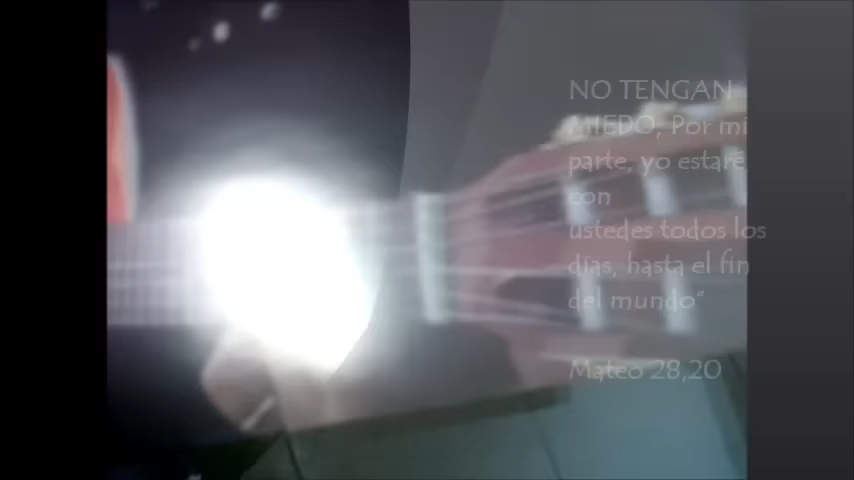 NO TENGAN
MIEDO, Por mi
parte, yo estaré
con
ustedes todos los
días, hasta el fin
del mundo"
Mateo 28,20